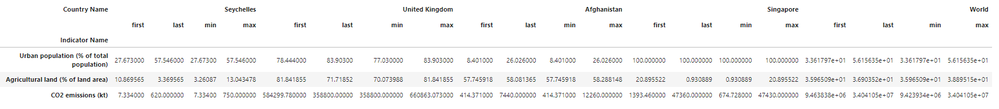 Country Name Seychelles United Kingdom Afghanistan Singapore World
first last min max first last min max first last min max first last min max first last min max
Indicator Name
Urban population (% of total
population) 27.673000 57.546000 27.67300 57.546000 78.444000 83.90300 77.030000 83.903000 8.401000 26.026000 8.401000 26.026000 100.000000 100.000000 100.000000 100.000000 3.361797e+01 5.615635e+01 3.361797e+01 5.615635e+01
Agricultural land (% of land area) 10.869565 3.369565 3.26087 13.043478 81.841855 71.71852 70.073988 81.841855 57.745918 58.081365 57.745918 58.288148 20.895522 0.930889 0.930889 20.895522 3.596509e+01 3.690352e+01 3.596509e+01 3.889515e+01
CO2 emissions (kt) 7.334000 620.000000 7.33400 750.000000 584299.780000 358800.00000 358800.000000 660863.073000 414.371000 7440.000000 414.371000 12260.000000 1393.460000 47360.000000 674.728000 47430.000000 9.463838e+06 3.404105e+07 9.423934e+06 3.404105e+07